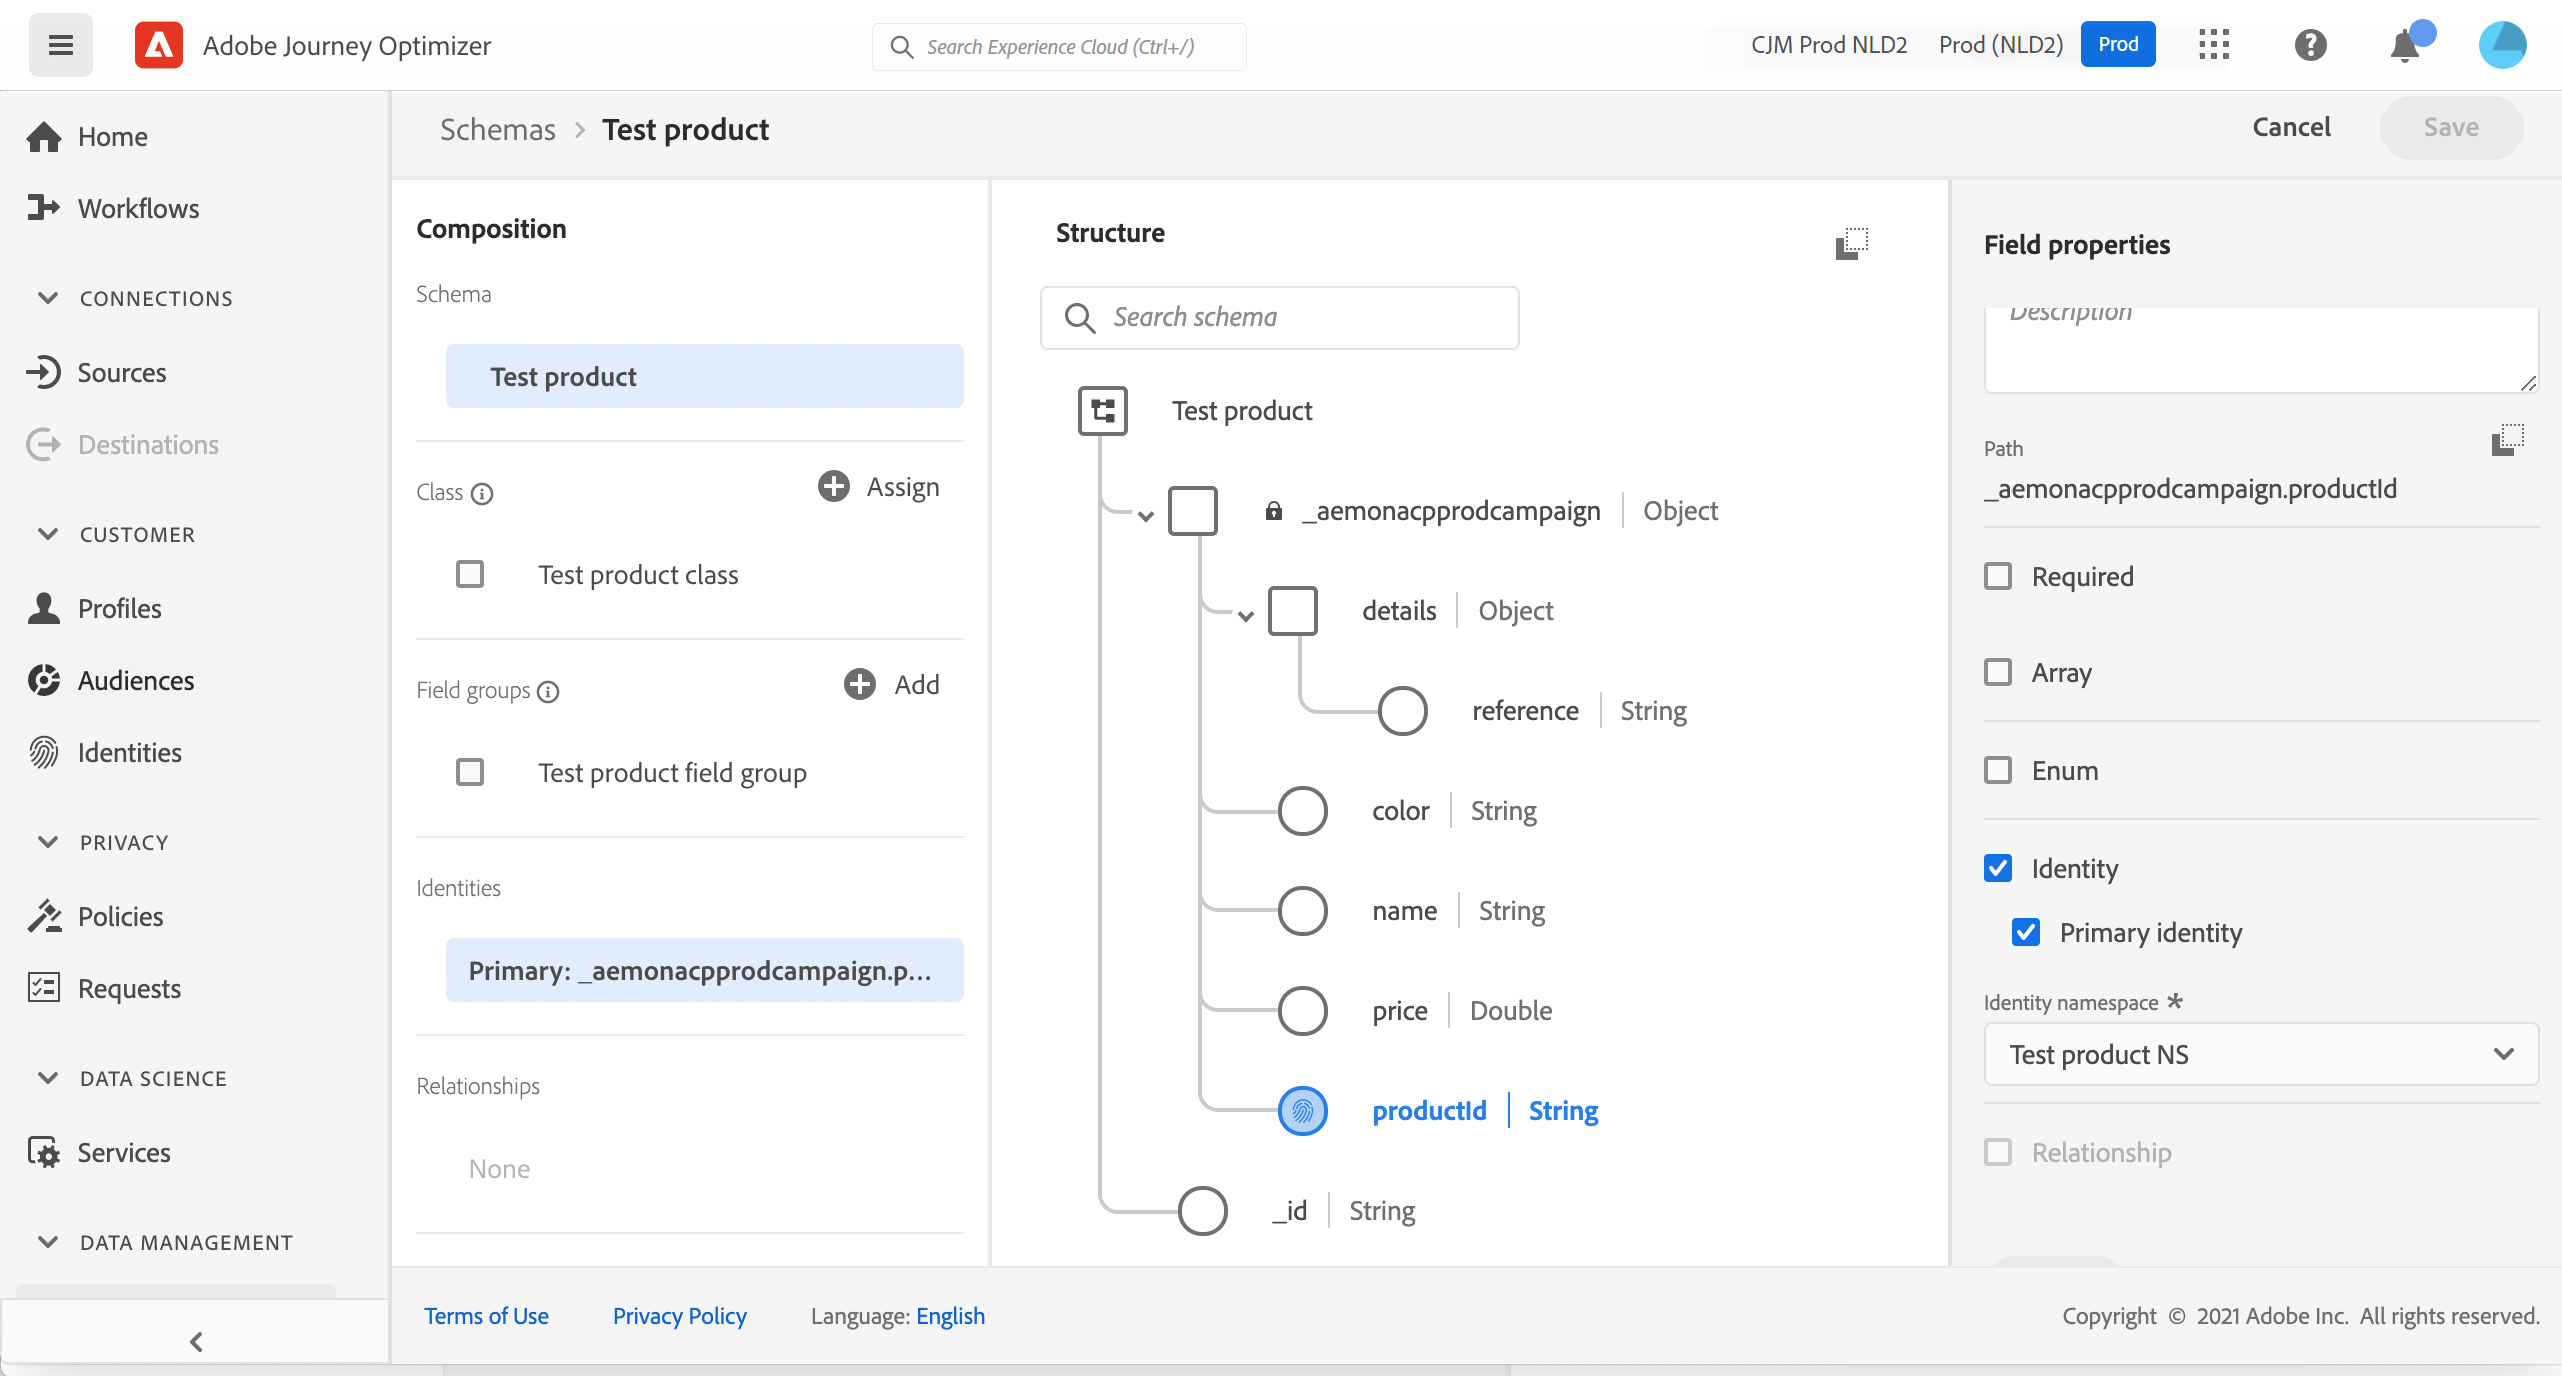 Adobe Journey Optimizer
Search Experience Cloud (Ctrl+/)
CJM Prod NLD2
Prod (NLD2)
Prod
Home
Workflows
CONNECTIONS
Sources
Destinations
CUSTOMER
Profiles
Audiences
Identities
PRIVACY
Policies
Requests
DATA SCIENCE
Services
DATA MANAGEMENT
Schemas > Test product
Cancel
Save
Composition
Schema
Test product
Class
Assign
Test product class
Field groups
Add
Test product field group
Identities
Primary: _aemonacpprodcampaign.p...
Relationships
None
Structure
Search schema
Test product
_aemonacpprodcampaign | Object
details | Object
reference | String
color | String
name | String
price | Double
productId | String
_id | String
Field properties
Description
Path
_aemonacpprodcampaign.productId
Required
Array
Enum
Identity
Primary identity
Identity namespace *
Test product NS
Relationship
Terms of Use
Privacy Policy
Language: English
Copyright © 2021 Adobe Inc. All rights reserved.